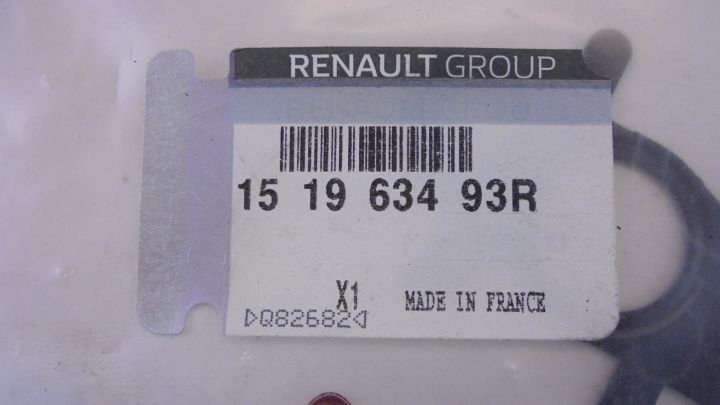 RENAULT GROUP
15 19 634 93R
X1
MADE IN FRANCE
▷Q82682◁